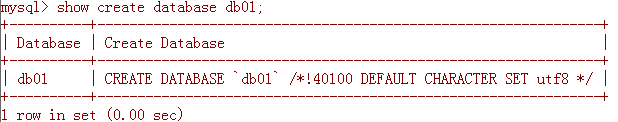 mysql> show create database db01;
+----------+---------------------------------------------------------------+
| Database | Create Database                                               |
+----------+---------------------------------------------------------------+
| db01     | CREATE DATABASE `db01` /*!40100 DEFAULT CHARACTER SET utf8 */ |
+----------+---------------------------------------------------------------+
1 row in set (0.00 sec)